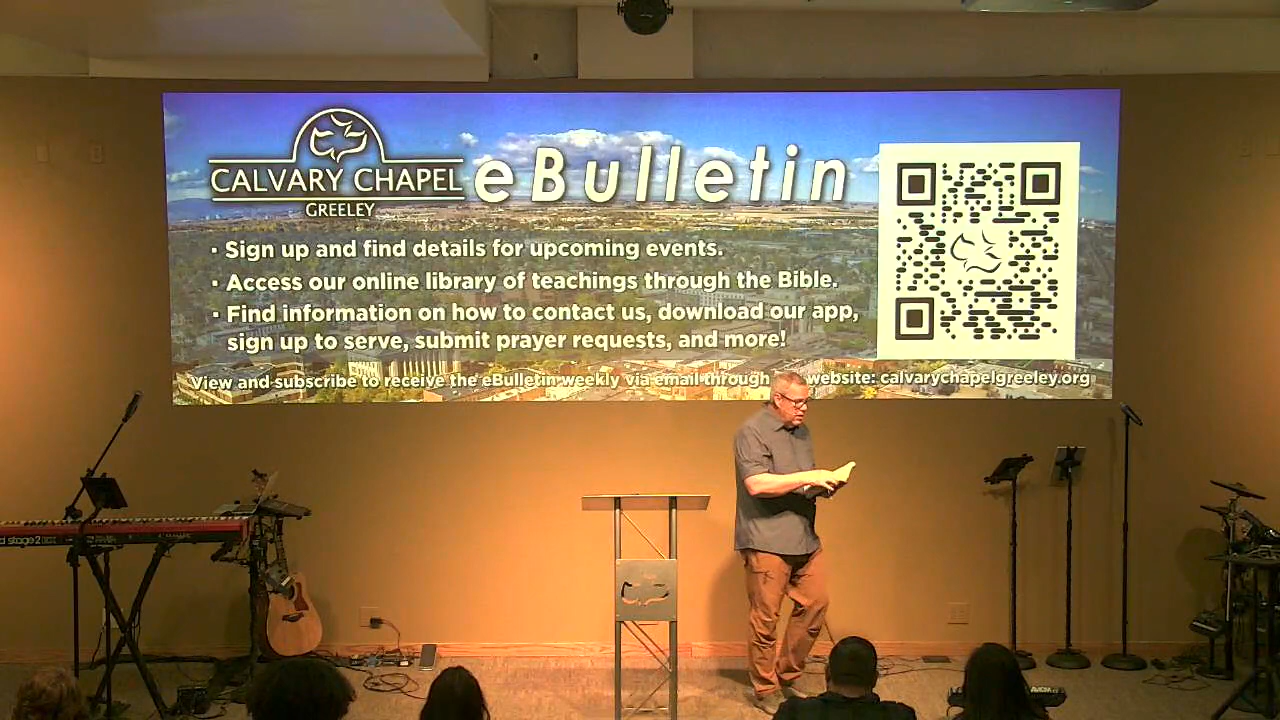 CALVARY CHAPEL
GREELEY
eBulletin
· Sign up and find details for upcoming events.
· Access our online library of teachings through the Bible.
· Find information on how to contact us, download our app,
sign up to serve, submit prayer requests, and more!
View and subscribe to receive the eBulletin weekly via email through website: calvarychapelgreeley.org
stage 2